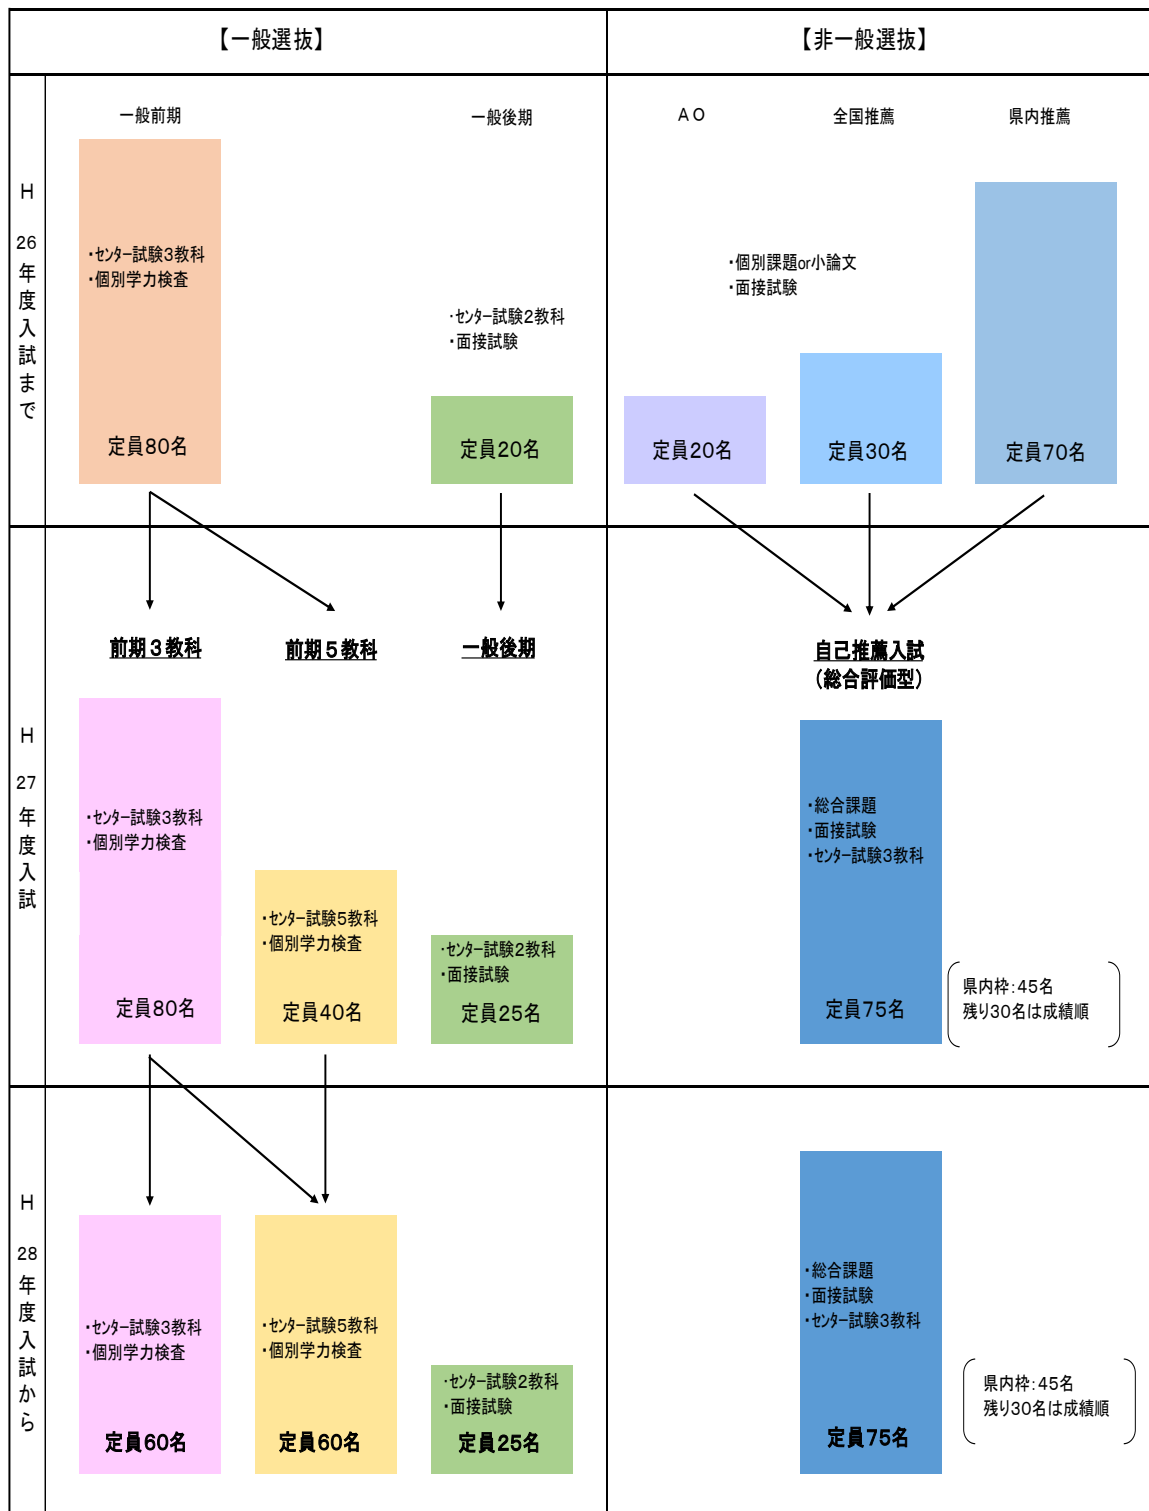 【一般選抜】
【非一般選抜】
H
26
年度入試まで
一般前期
一般後期
AO
全国推薦
県内推薦
・センター試験3教科
・個別学力検査
・センター試験2教科
・面接試験
・個別課題or小論文
・面接試験
定員80名
定員20名
定員20名
定員30名
定員70名
H
27
年度入試
前期3教科
前期5教科
一般後期
自己推薦入試
(総合評価型)
・センター試験3教科
・個別学力検査
・センター試験5教科
・個別学力検査
・センター試験2教科
・面接試験
・総合課題
・面接試験
・センター試験3教科
定員80名
定員40名
定員25名
定員75名
県内枠:45名
残り30名は成績順
H
28
年度入試から
・センター試験3教科
・個別学力検査
・センター試験5教科
・個別学力検査
・センター試験2教科
・面接試験
・総合課題
・面接試験
・センター試験3教科
定員60名
定員60名
定員25名
定員75名
県内枠:45名
残り30名は成績順